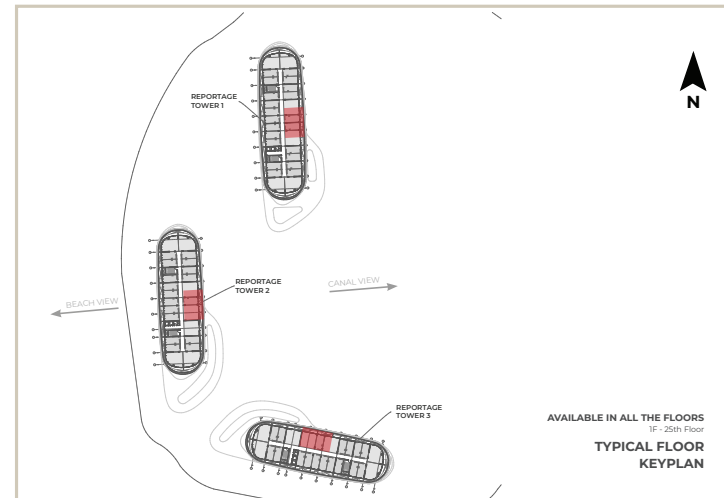 REPORTAGE
TOWER 1
N
REPORTAGE
TOWER 2
CANAL VIEW
BEACH VIEW
REPORTAGE
TOWER 3
AVAILABLE IN ALL THE FLOORS
1F - 25th Floor
TYPICAL FLOOR
KEYPLAN